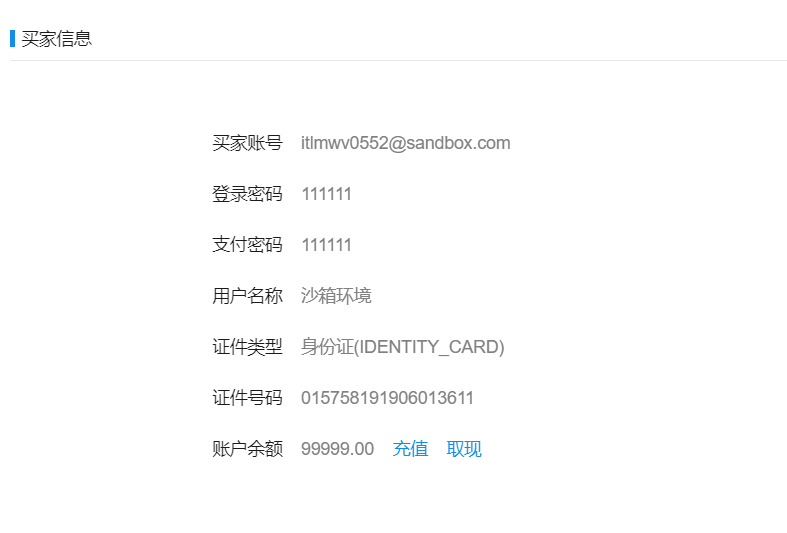 买家信息
买家账号 itlmwv0552@sandbox.com
登录密码 111111
支付密码 111111
用户名称 沙箱环境
证件类型 身份证(IDENTITY_CARD)
证件号码 015758191906013611
账户余额 99999.00 充值 取现